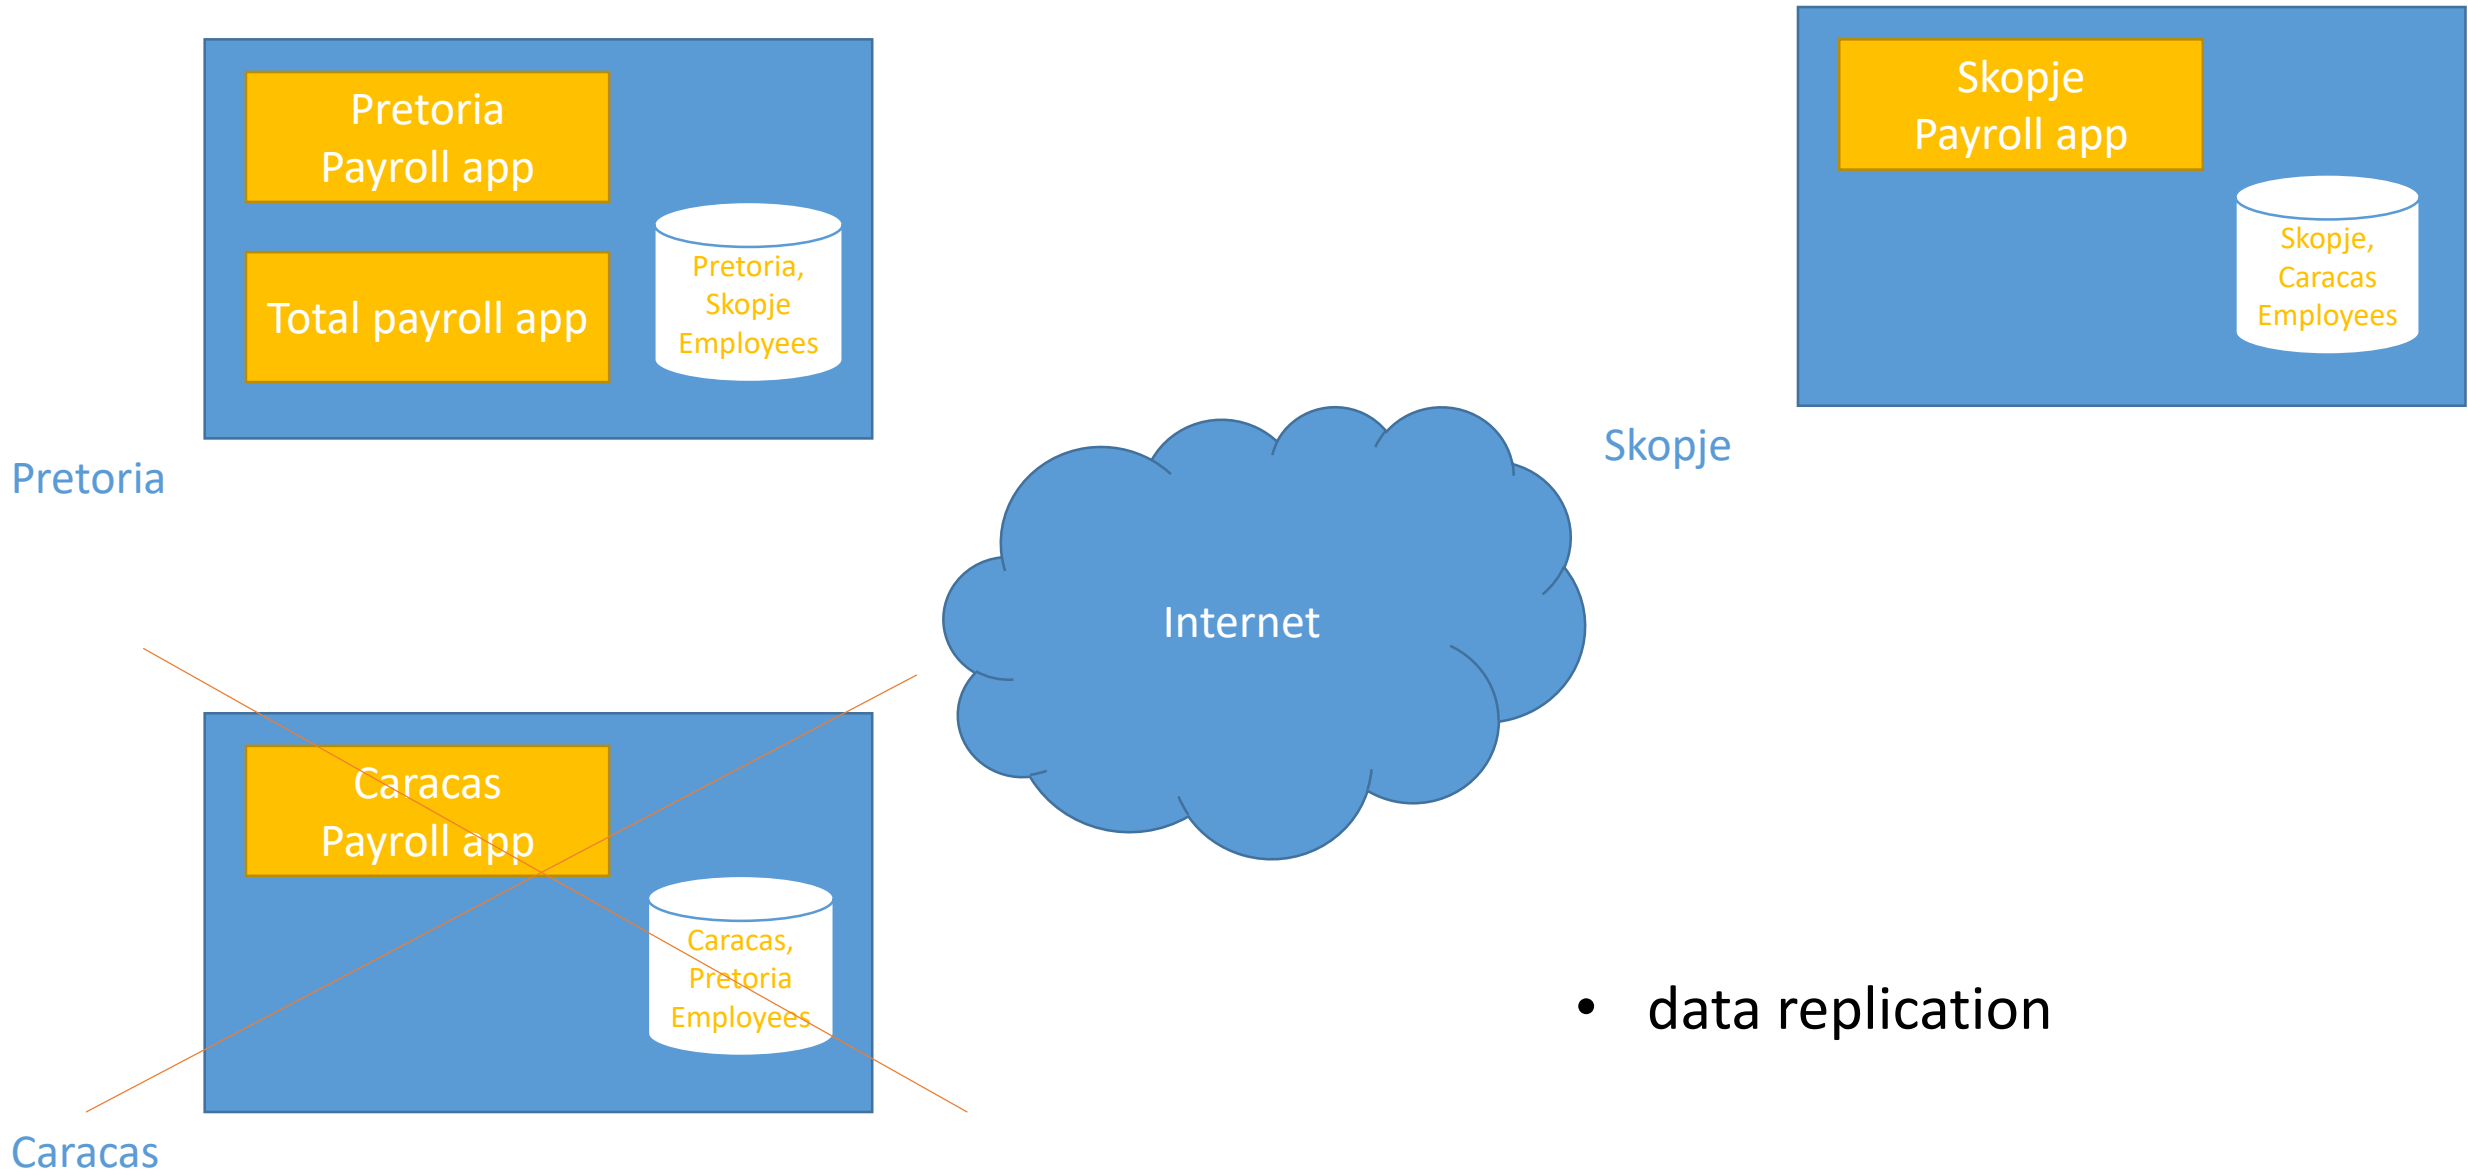 Pretoria
Payroll app
Total payroll app
Pretoria,
Skopje
Employees
Pretoria
Skopje
Payroll app
Skopje,
Caracas
Employees
Skopje
Internet
Caracas
Payroll app
Caracas,
Pretoria
Employees
Caracas
• data replication